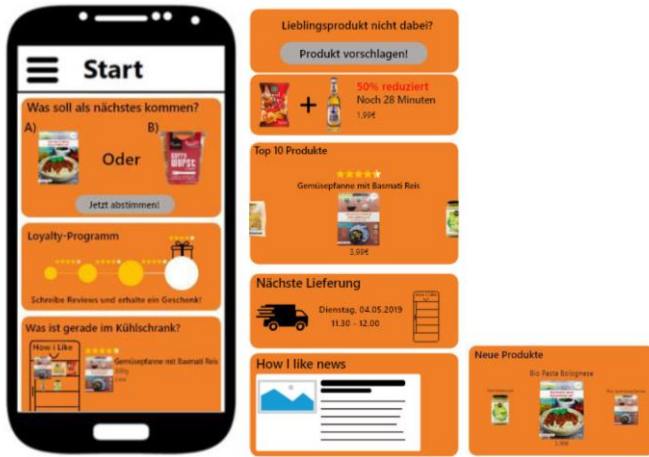 Start
Was soll als nächstes kommen?
A)
B)
Oder
CURRY
WURST
Jetzt abstimmen!
Loyalty-Programm
Schreibe Reviews und erhalte ein Geschenk!
Was ist gerade im Kühlschrank?
How i Like
Gemüsepfanne mit Basmati Reis
Lieblingsprodukt nicht dabei?
Produkt vorschlagen!
50% reduziert
Noch 28 Minuten
1,99€
Top 10 Produkte
Gemüsepfanne mit Basmati Reis
3,99€
Nächste Lieferung
Dienstag, 04.05.2019
11.30 - 12.00
How I like news
Neue Produkte
Bio Pasta Bolognese